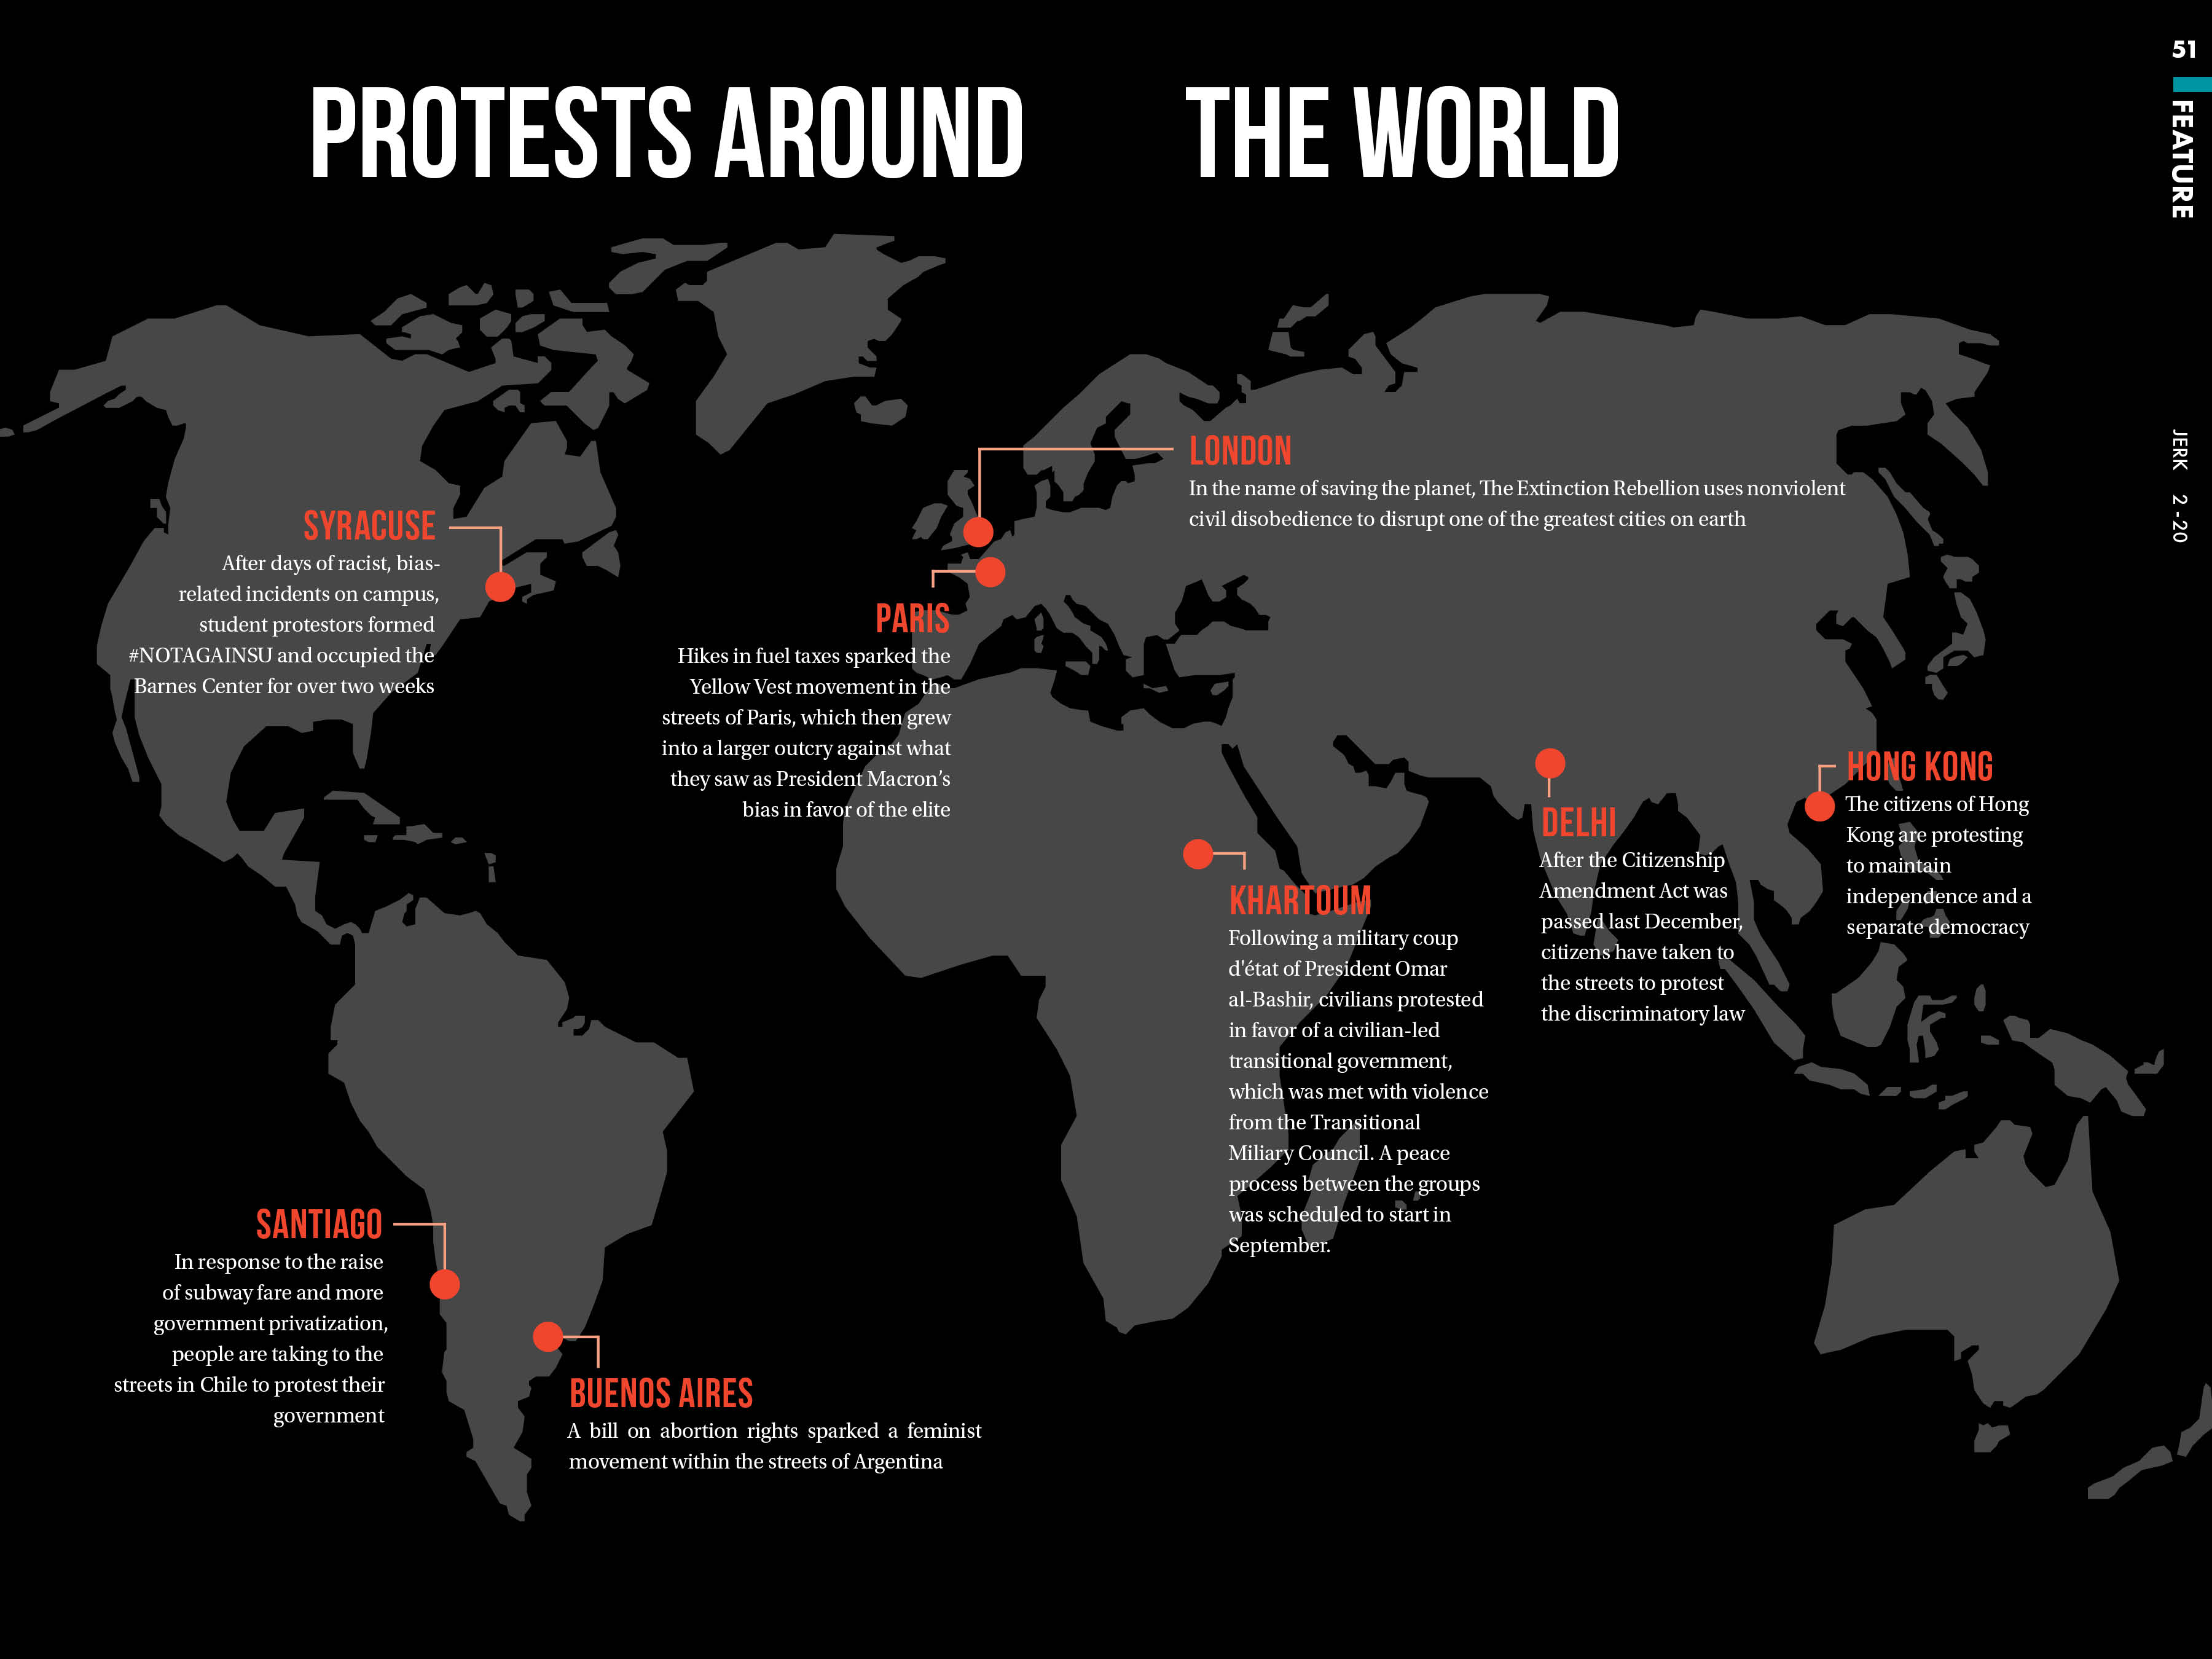 PROTESTS AROUND THE WORLD
51
FEATURE
JERK 2-20
LONDON
In the name of saving the planet, The Extinction Rebellion uses nonviolent
civil disobedience to disrupt one of the greatest cities on earth
SYRACUSE
After days of racist, bias-
related incidents on campus,
student protestors formed
#NOTAGAINSU and occupied the
Barnes Center for over two weeks
PARIS
Hikes in fuel taxes sparked the
Yellow Vest movement in the
streets of Paris, which then grew
into a larger outcry against what
they saw as President Macron’s
bias in favor of the elite
HONG KONG
The citizens of Hong
Kong are protesting
to maintain
independence and a
separate democracy
DELHI
After the Citizenship
Amendment Act was
passed last December,
citizens have taken to
the streets to protest
the discriminatory law
KHARTOUM
Following a military coup
d'état of President Omar
al-Bashir, civilians protested
in favor of a civilian-led
transitional government,
which was met with violence
from the Transitional
Miliary Council. A peace
process between the groups
was scheduled to start in
September.
SANTIAGO
In response to the raise
of subway fare and more
government privatization,
people are taking to the
streets in Chile to protest their
government
BUENOS AIRES
A bill on abortion rights sparked a feminist
movement within the streets of Argentina